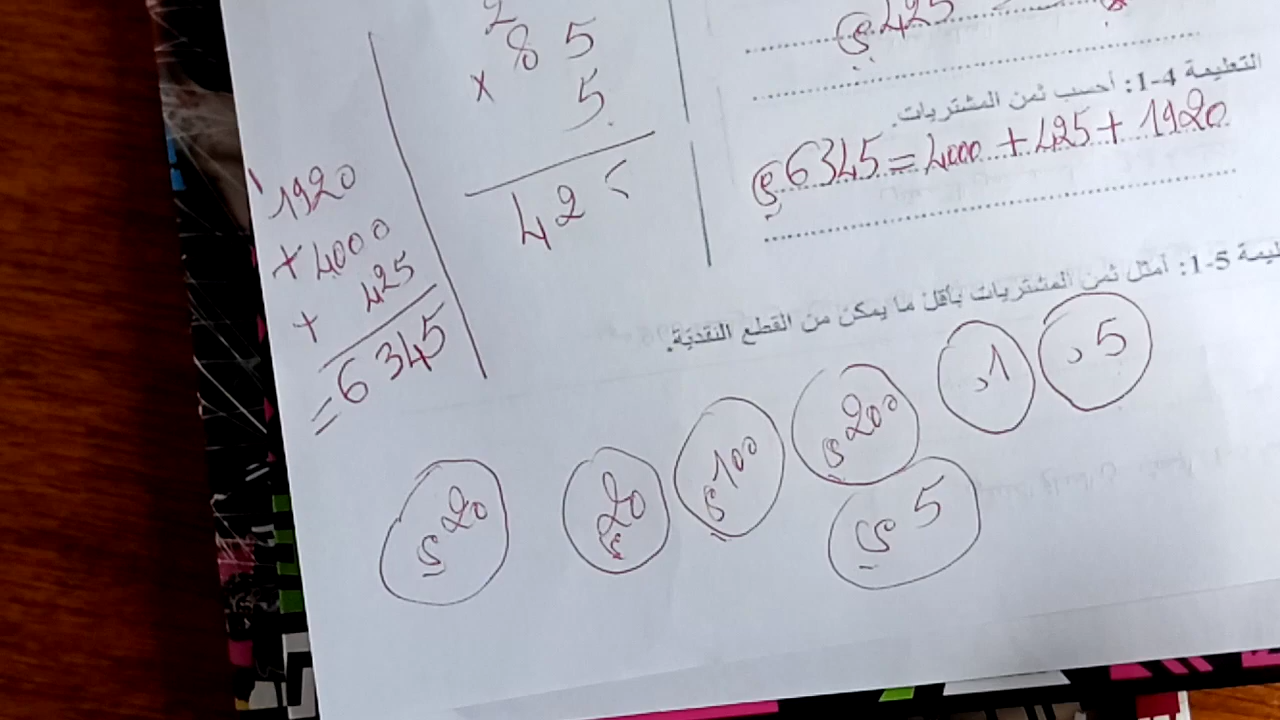 ي 425
التعليمة 4-1: أحسب ثمن المشتريات.
ي 6345 = 4000 + 425 + 1920
ليمة 5-1: أمثل ثمن المشتريات بأقل ما يمكن من القطع النقدية.
د 5
د 1
ي 200
ي 100
ي 20
ي 20
ي 5
2
85
× 5
425
1920
+ 4000
+ 425
= 6345